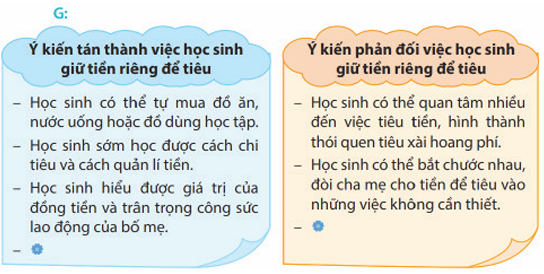 G:
Ý kiến tán thành việc học sinh
giữ tiền riêng để tiêu
– Học sinh có thể tự mua đồ ăn,
nước uống hoặc đồ dùng học tập.
– Học sinh sớm học được cách chi
tiêu và cách quản lí tiền.
– Học sinh hiểu được giá trị của
đồng tiền và trân trọng công sức
lao động của bố mẹ.
–
Ý kiến phản đối việc học sinh
giữ tiền riêng để tiêu
– Học sinh có thể quan tâm nhiều
đến việc tiêu tiền, hình thành
thói quen tiêu xài hoang phí.
– Học sinh có thể bắt chước nhau,
đòi cha mẹ cho tiền để tiêu vào
những việc không cần thiết.
–